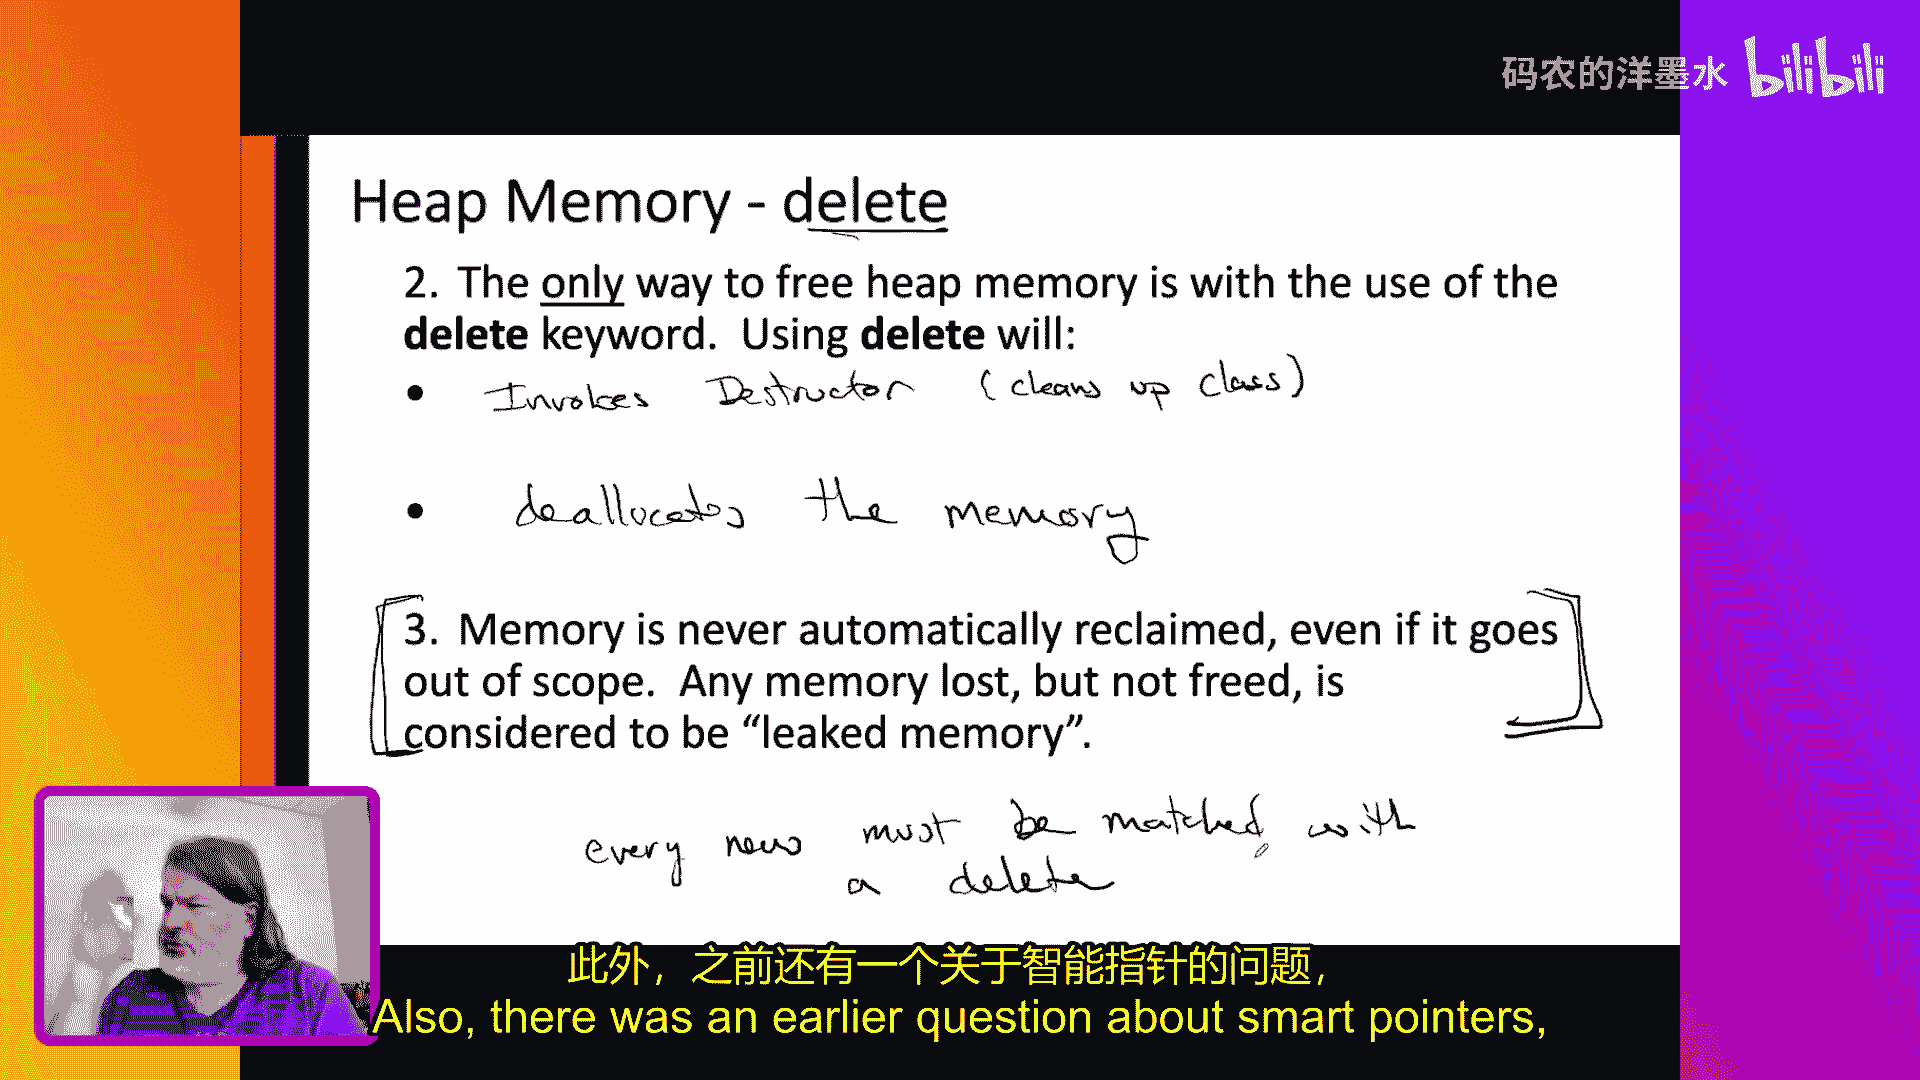 码农的洋墨水 bilibili
Heap Memory - delete
2. The only way to free heap memory is with the use of the
delete keyword. Using delete will:
• Invokes Destructor (cleans up class)
• deallocates the memory
3. Memory is never automatically reclaimed, even if it goes
out of scope. Any memory lost, but not freed, is
considered to be “leaked memory”.
every new must be matched with
a delete
此外，之前还有一个关于智能指针的问题，
Also, there was an earlier question about smart pointers,